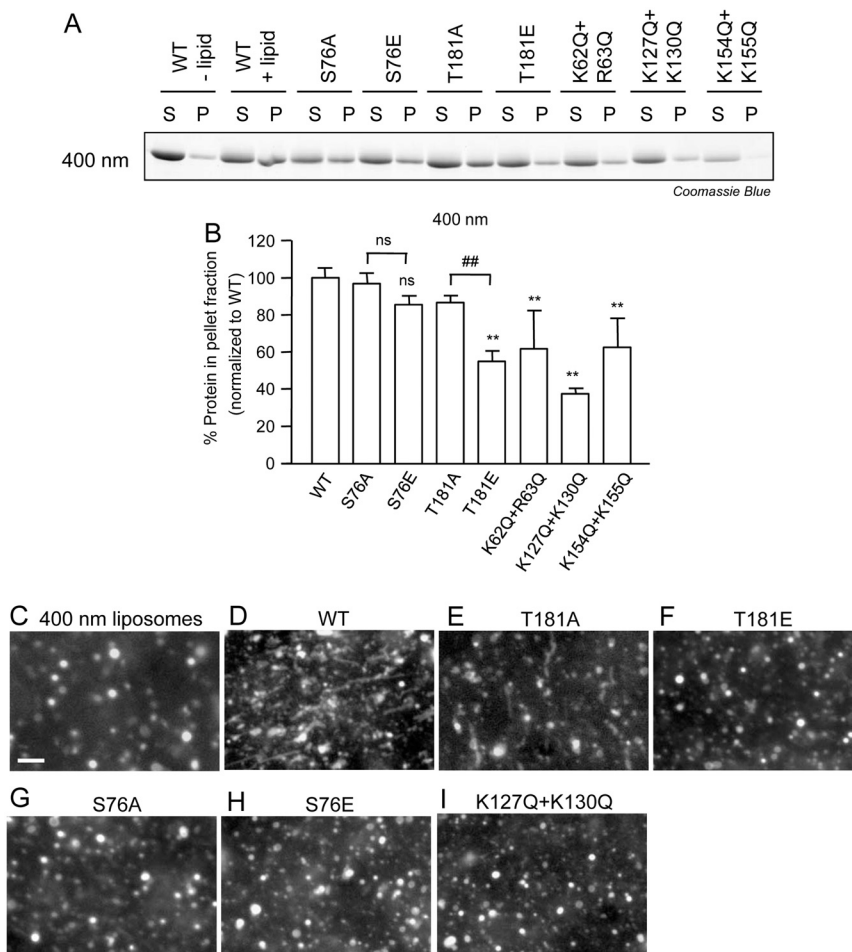 A
WT - lipid
WT + lipid
S76A
S76E
T181A
T181E
K62Q+ R63Q
K127Q+ K130Q
K154Q+ K155Q
S P S P S P S P S P S P S P S P S P
400 nm
Coomassie Blue
B
400 nm
% Protein in pellet fraction
(normalized to WT)
120
100
80
60
40
20
0
ns
ns
##
**
**
**
**
WT
S76A
S76E
T181A
T181E
K62Q+R63Q
K127Q+K130Q
K154Q+K155Q
C 400 nm liposomes
D WT
E T181A
F T181E
G S76A
H S76E
I K127Q+K130Q